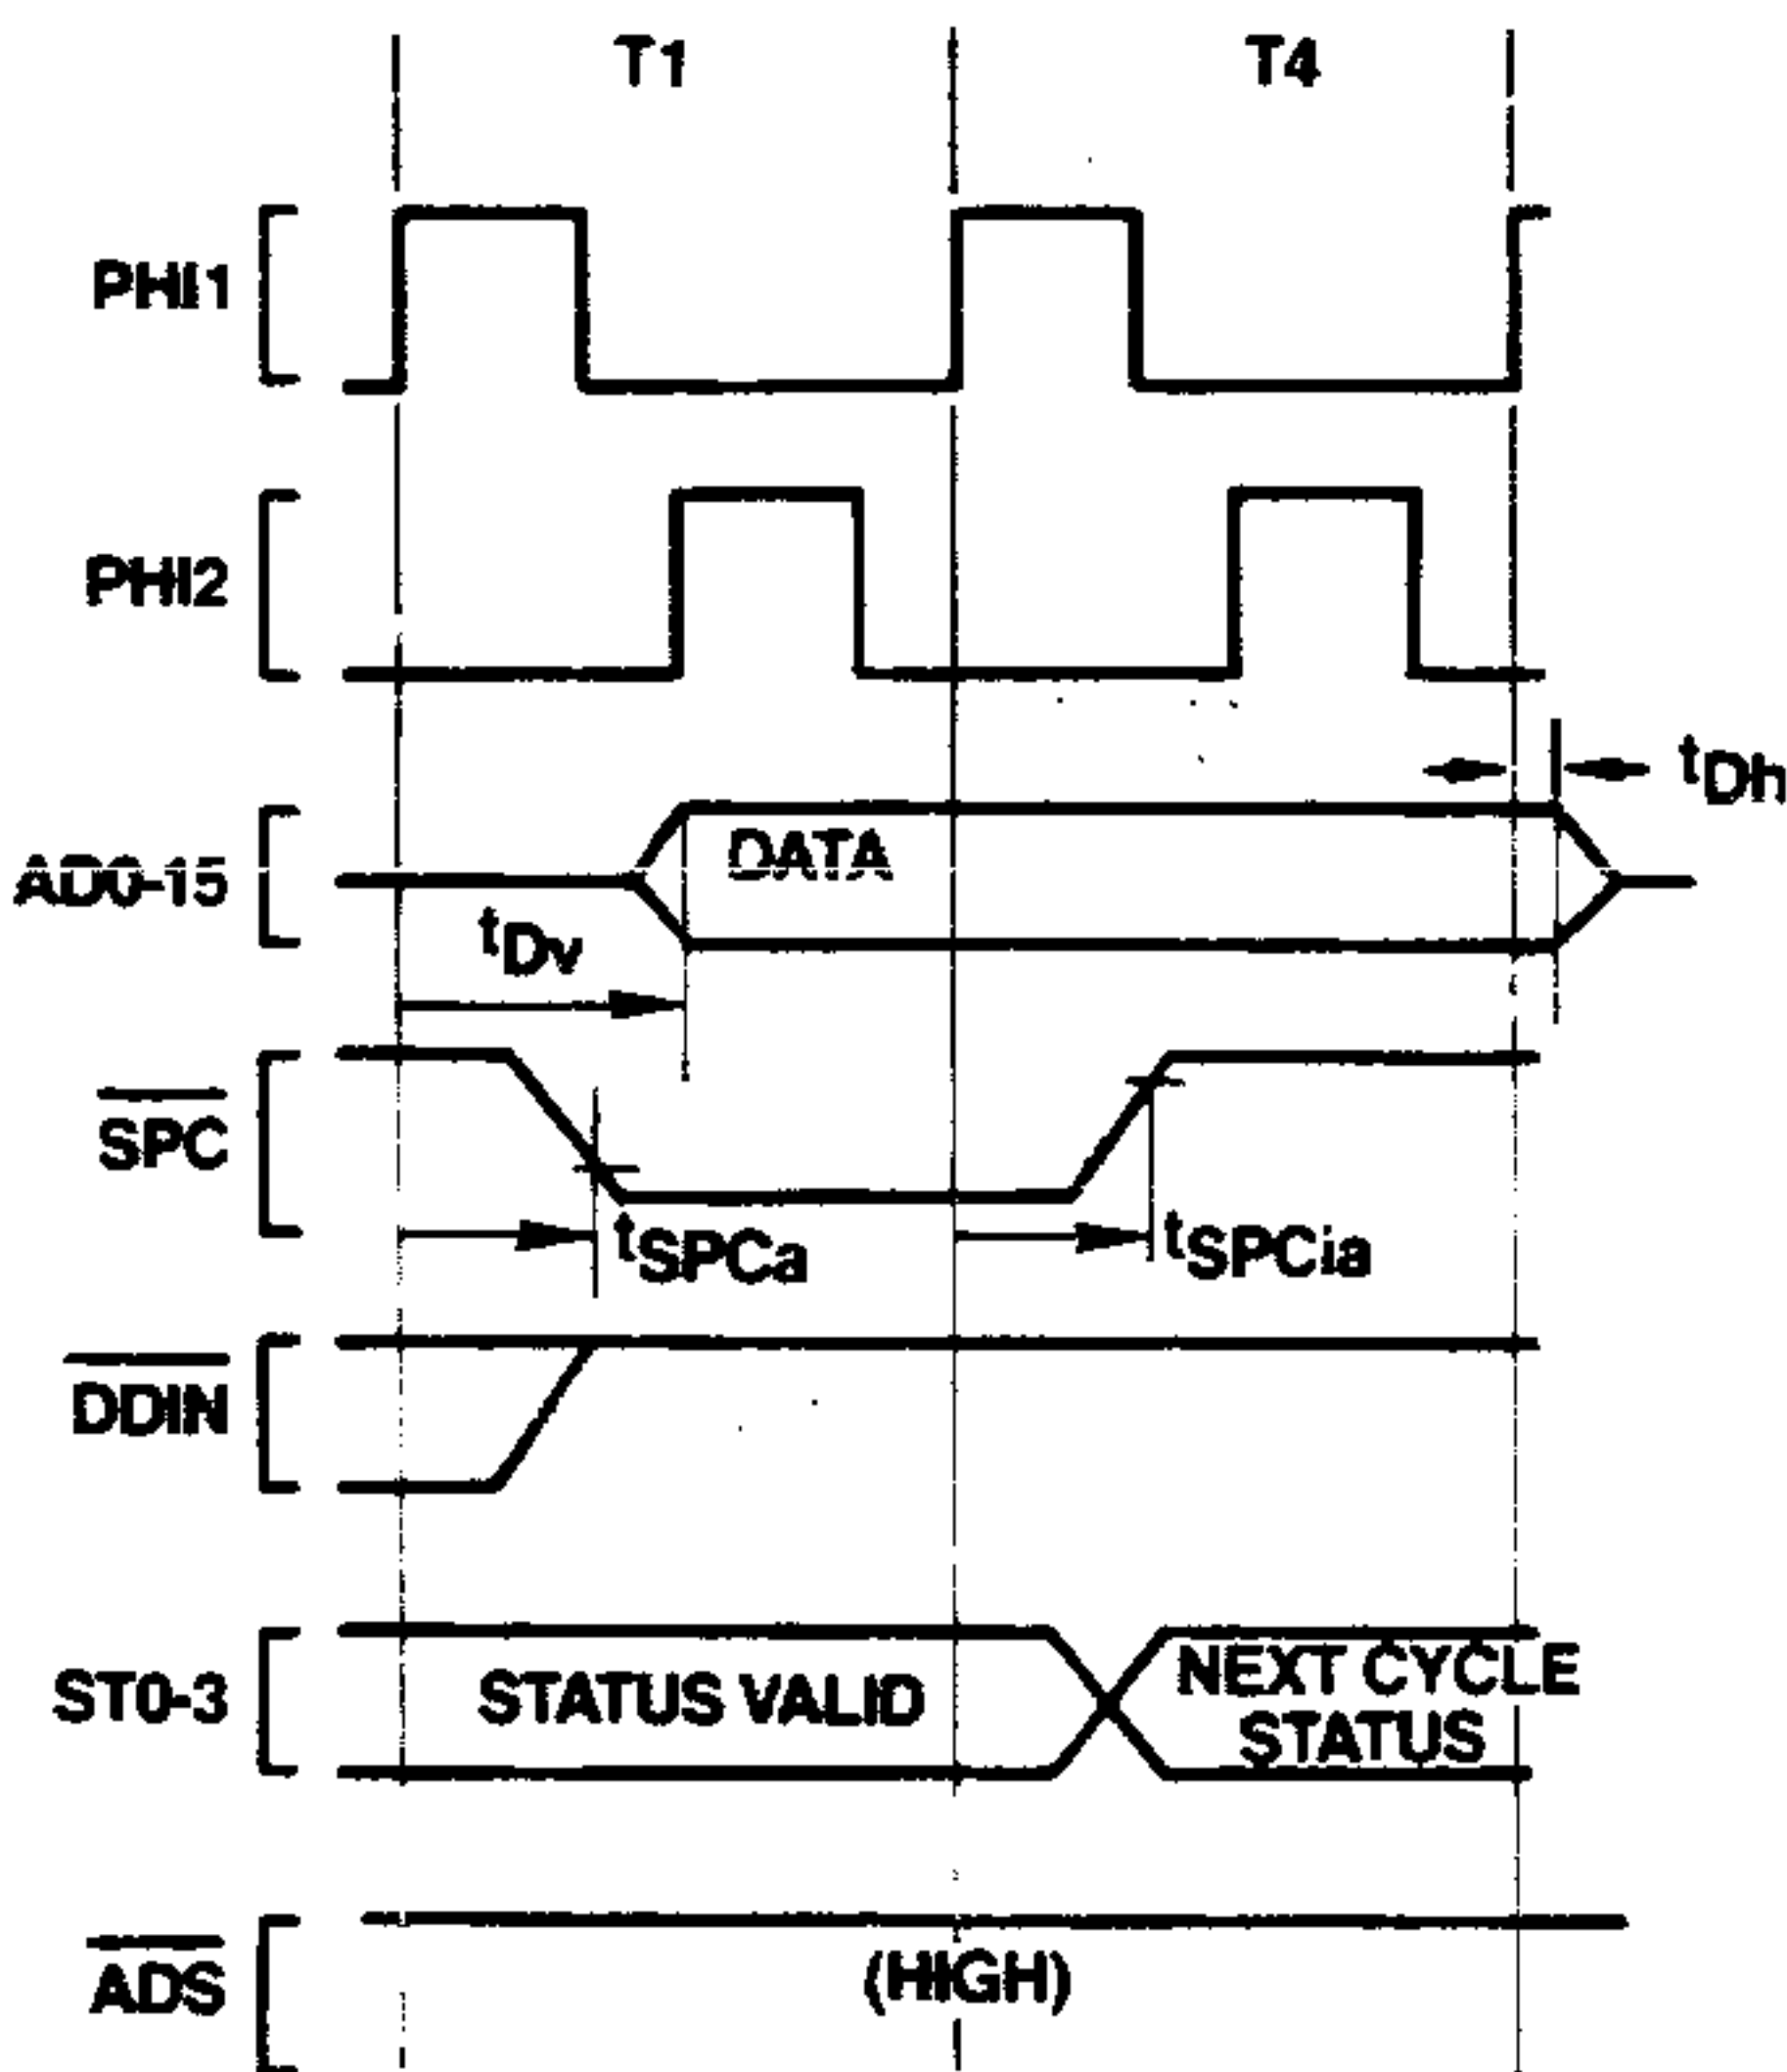 T1 T4
PHI1
PHI2
tDh
AD0-15
DATA
tDv
SPC
tSPCa
tSPCia
DDIN
ST0-3
STATUS VALID
NEXT CYCLE
STATUS
ADS
(HIGH)